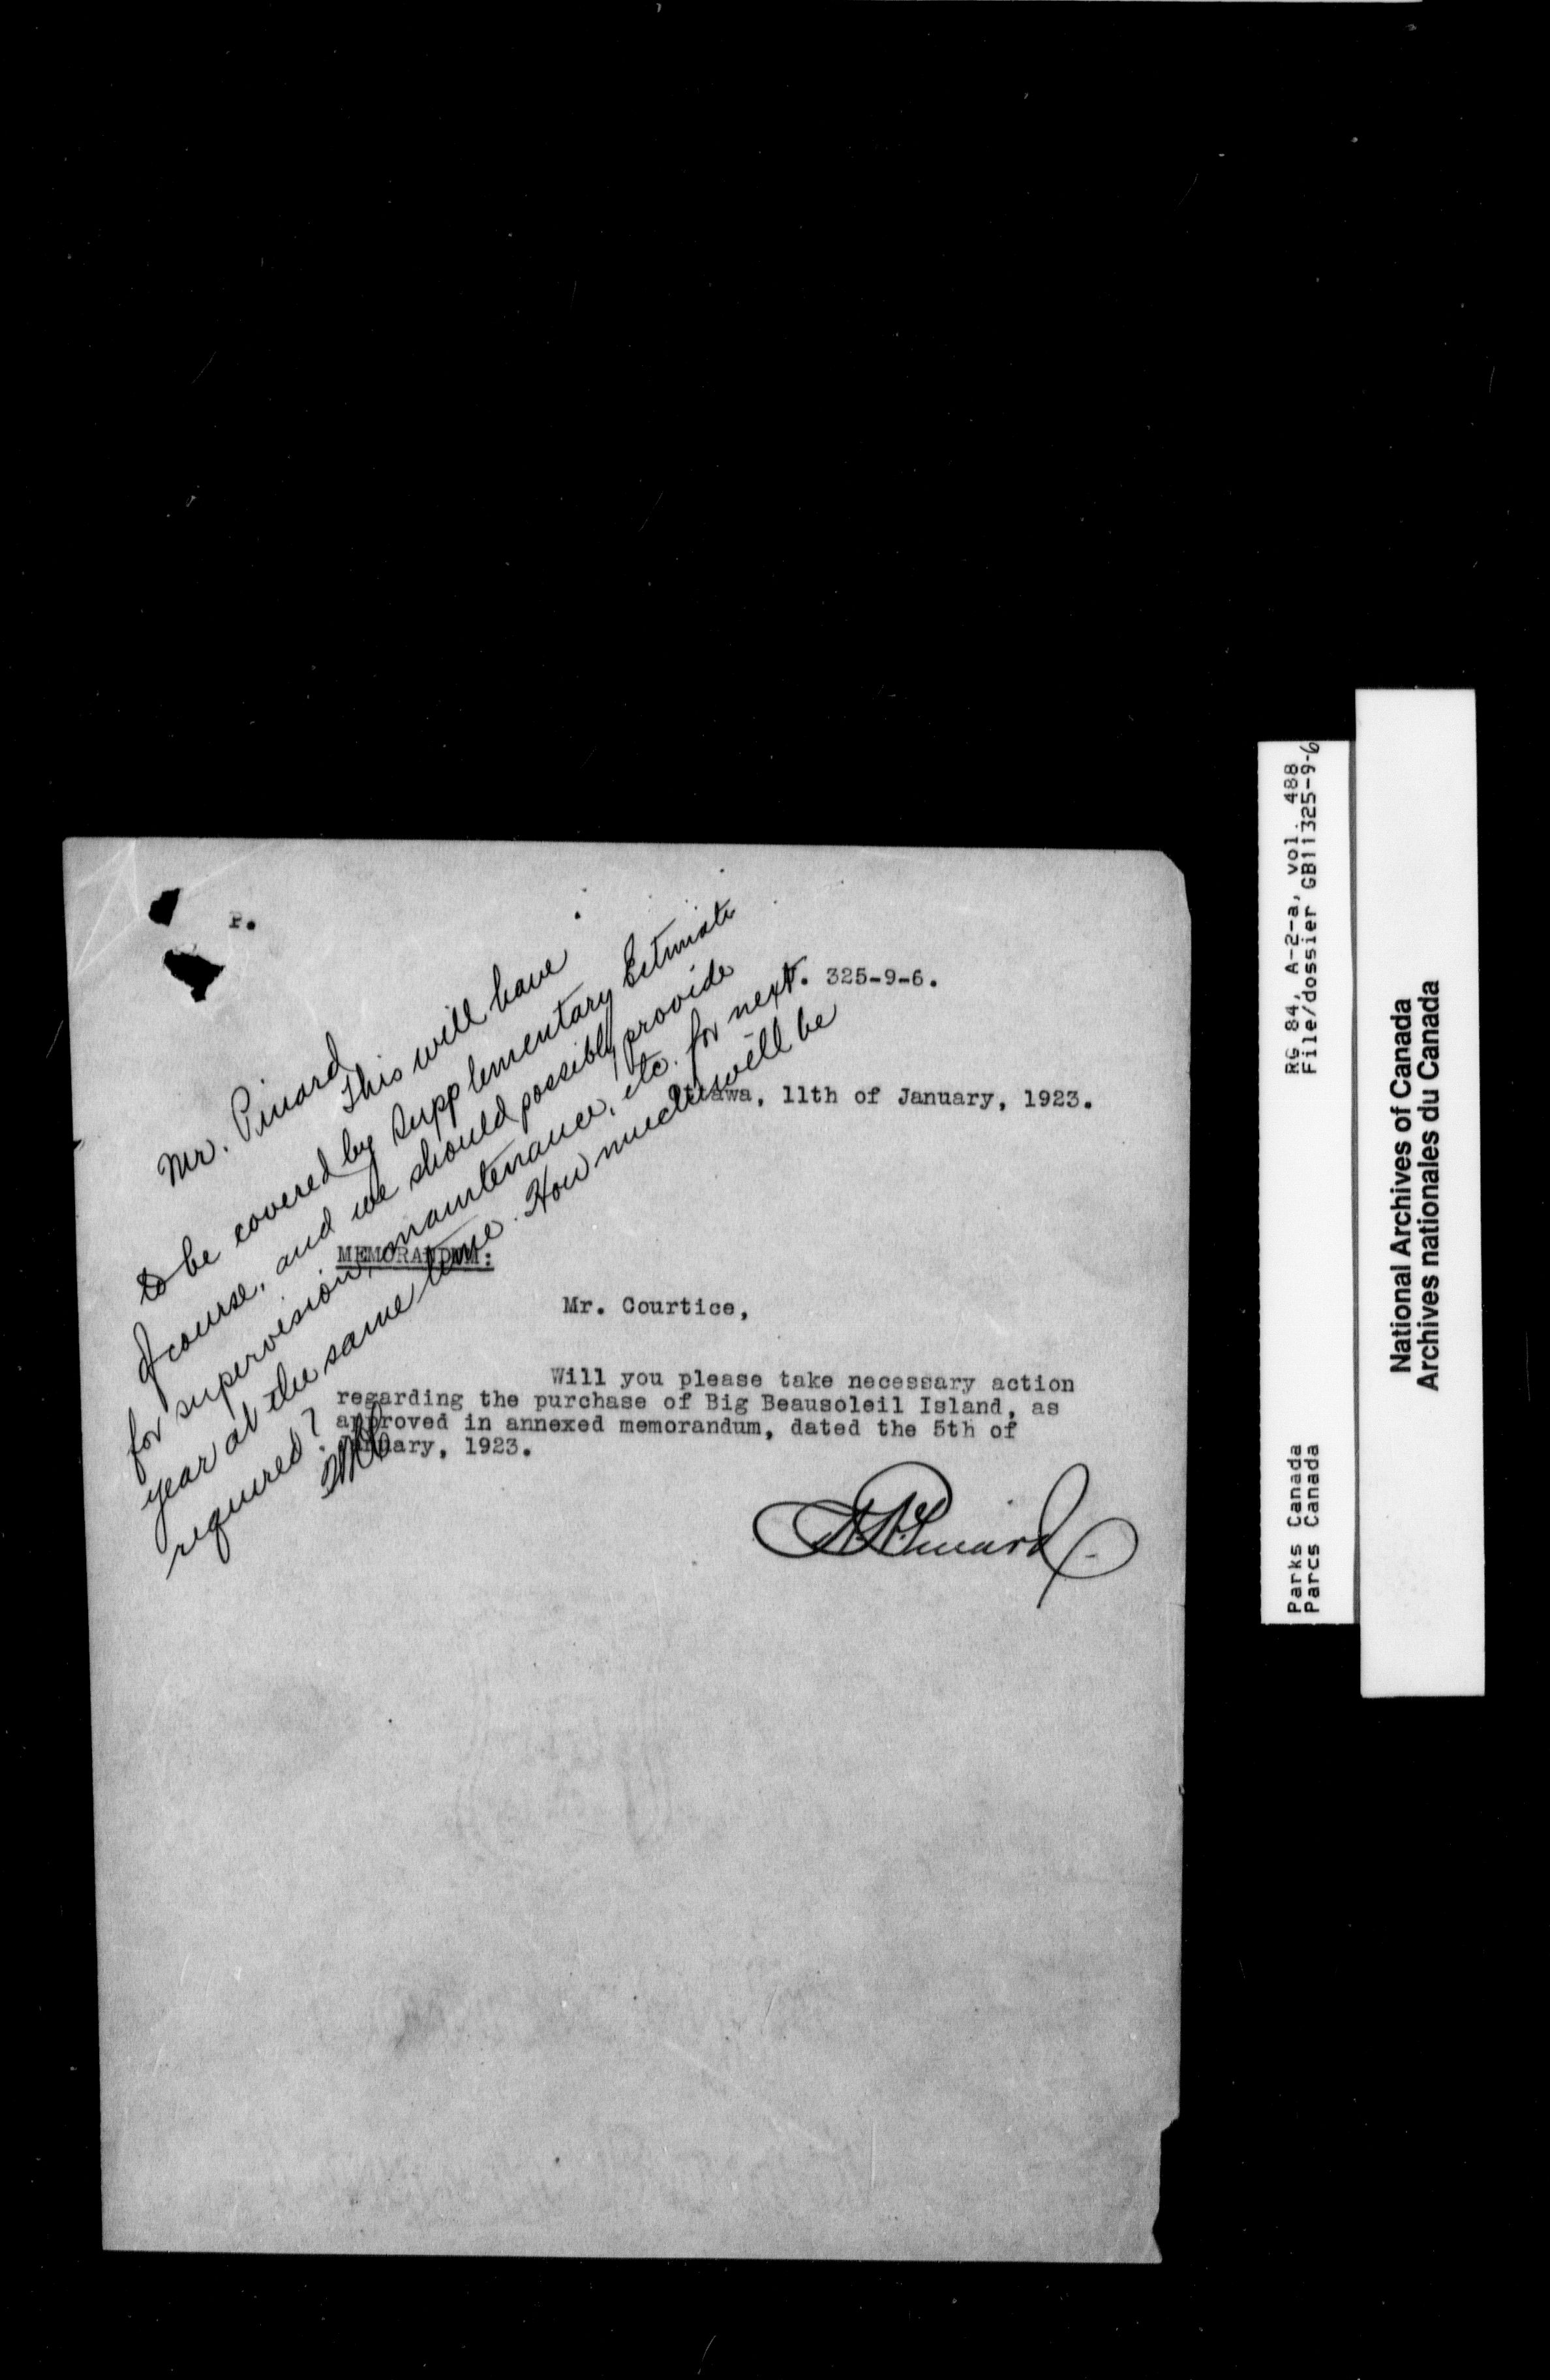 P.
325-9-6.
Ottawa, 11th of January, 1923.
MEMORANDUM:
Mr. Courtice,
Will you please take necessary action
regarding the purchase of Big Beausoleil Island, as
approved in annexed memorandum, dated the 5th of
January, 1923.
Mr. Pinard
This will have
to be covered by Supplementary Estimate
of course, and we should possibly provide
for supervision, maintenance, etc. for next
year at the same time. How much will be
required?
RG 84, A-2-a, vol. 488
File/dossier GB11325-9-6
Parks Canada
Parcs Canada
National Archives of Canada
Archives nationales du Canada